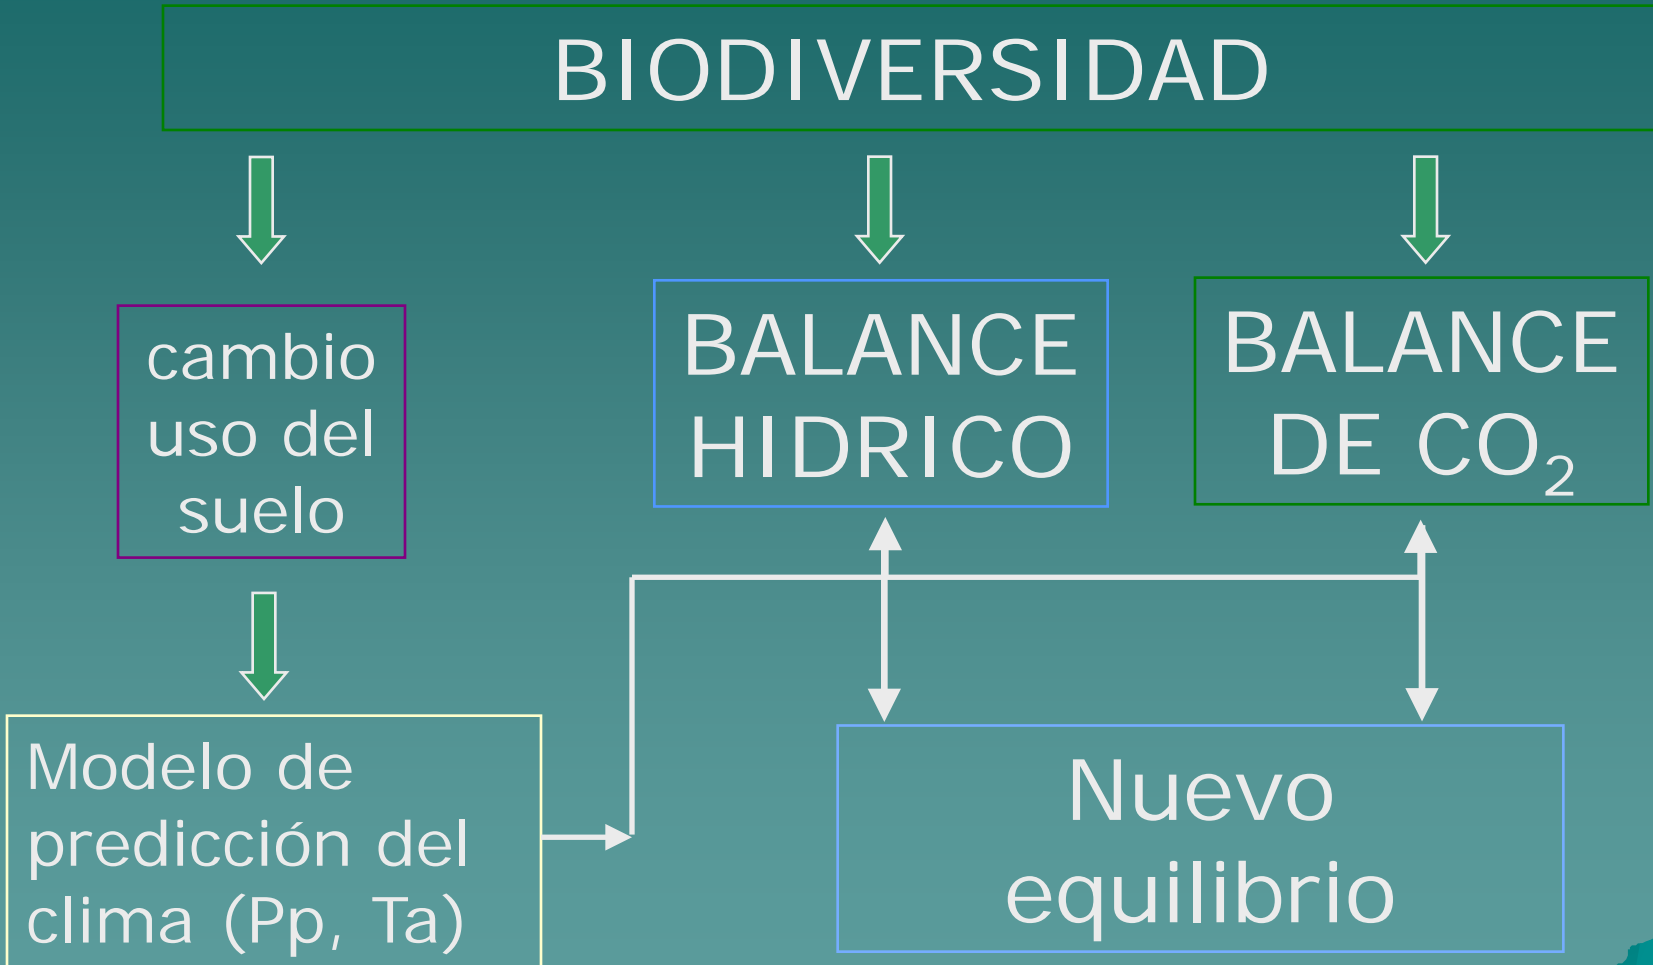 BIODIVERSIDAD
cambio
uso del
suelo
BALANCE
HIDRICO
BALANCE
DE CO₂
Modelo de
predicción del
clima (Pp, Ta)
Nuevo
equilibrio